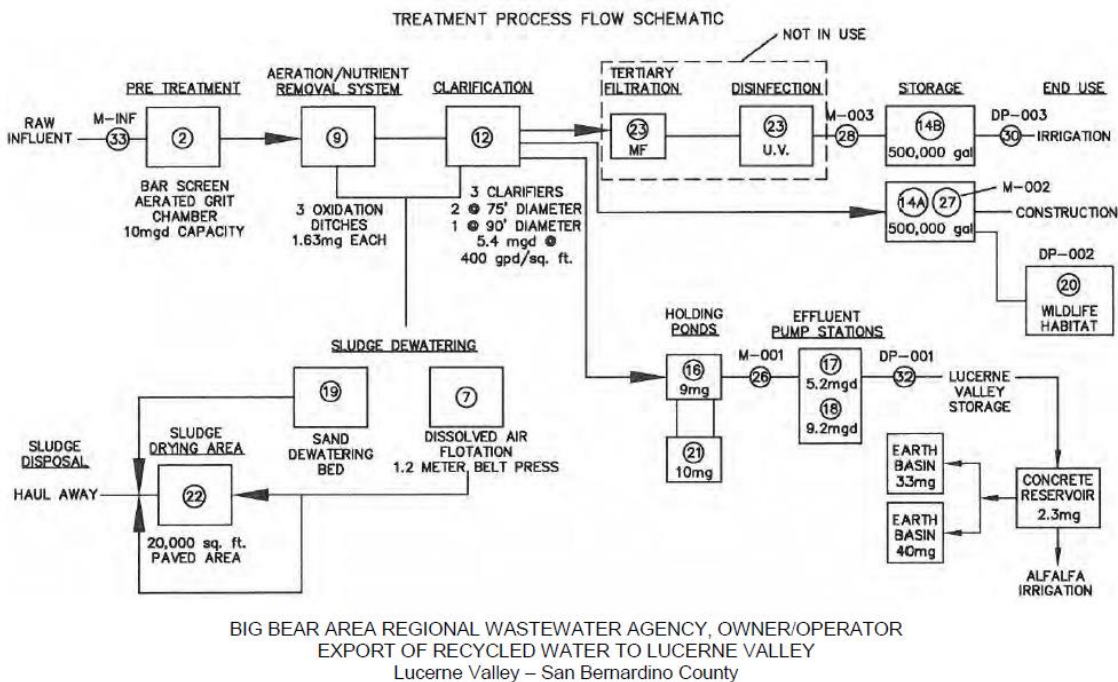 TREATMENT PROCESS FLOW SCHEMATIC
NOT IN USE
PRE TREATMENT
AERATION/NUTRIENT
REMOVAL SYSTEM
CLARIFICATION
TERTIARY
FILTRATION
DISINFECTION
STORAGE
END USE
RAW
INFLUENT
M-INF
33
2
9
12
23
MF
23
U.V.
M-003
28
14B
500,000 gal
DP-003
30
IRRIGATION
BAR SCREEN
AERATED GRIT
CHAMBER
10mgd CAPACITY
3 OXIDATION
DITCHES
1.63mg EACH
3 CLARIFIERS
2 @ 75' DIAMETER
1 @ 90' DIAMETER
5.4 mgd @
400 gpd/sq. ft.
14A
27
500,000 gal
M-002
CONSTRUCTION
DP-002
20
WILDLIFE
HABITAT
HOLDING
PONDS
EFFLUENT
PUMP STATIONS
16
9mg
M-001
26
17
5.2mgd
18
9.2mgd
DP-001
32
LUCERNE
VALLEY
STORAGE
21
10mg
EARTH
BASIN
33mg
EARTH
BASIN
40mg
CONCRETE
RESERVOIR
2.3mg
ALFALFA
IRRIGATION
SLUDGE DEWATERING
19
SAND
DEWATERING
BED
7
DISSOLVED AIR
FLOTATION
1.2 METER BELT PRESS
SLUDGE
DISPOSAL
HAUL AWAY
SLUDGE
DRYING AREA
22
20,000 sq. ft.
PAVED AREA
BIG BEAR AREA REGIONAL WASTEWATER AGENCY, OWNER/OPERATOR
EXPORT OF RECYCLED WATER TO LUCERNE VALLEY
Lucerne Valley – San Bernardino County